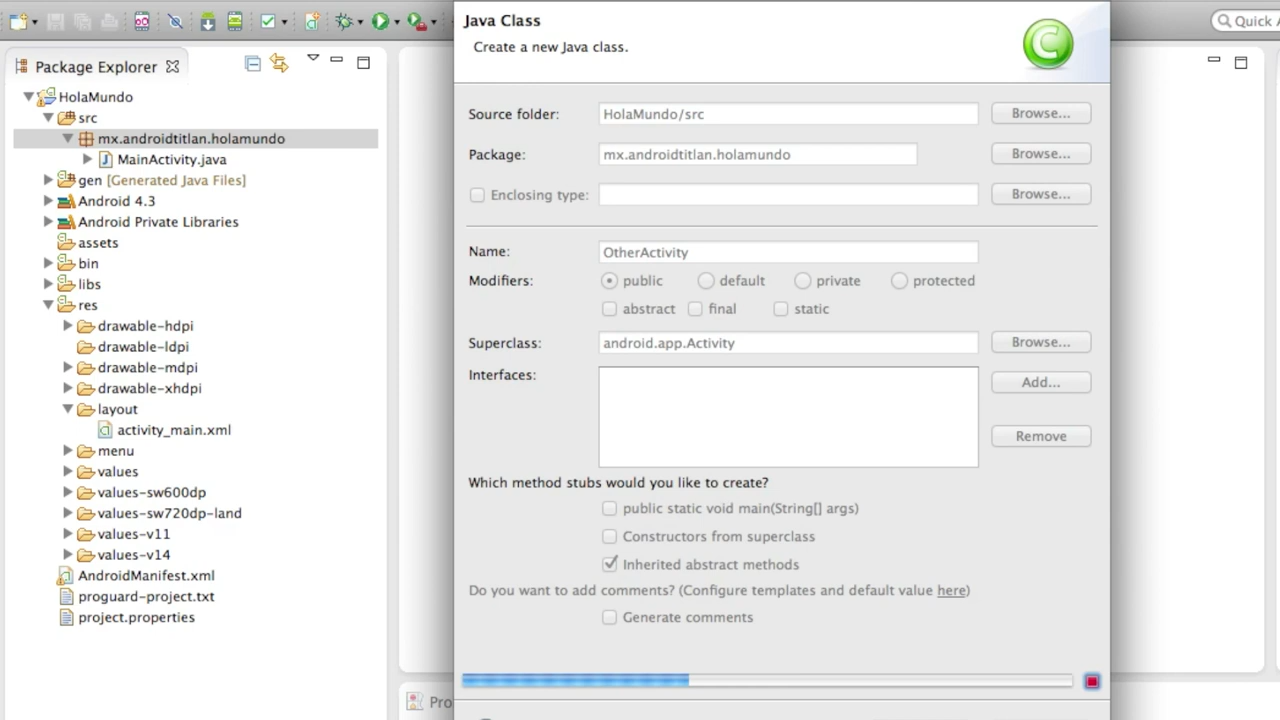 Java Class
Create a new Java class.
Quick A
Package Explorer
HolaMundo
src
mx.androidtitlan.holamundo
MainActivity.java
gen [Generated Java Files]
Android 4.3
Android Private Libraries
assets
bin
libs
res
drawable-hdpi
drawable-ldpi
drawable-mdpi
drawable-xhdpi
layout
activity_main.xml
menu
values
values-sw600dp
values-sw720dp-land
values-v11
values-v14
AndroidManifest.xml
proguard-project.txt
project.properties
Source folder: HolaMundo/src Browse...
Package: mx.androidtitlan.holamundo Browse...
Enclosing type: Browse...
Name: OtherActivity
Modifiers: public default private protected
abstract final static
Superclass: android.app.Activity Browse...
Interfaces: Add...
Remove
Which method stubs would you like to create?
public static void main(String[] args)
Constructors from superclass
Inherited abstract methods
Do you want to add comments? (Configure templates and default value here)
Generate comments
Pro